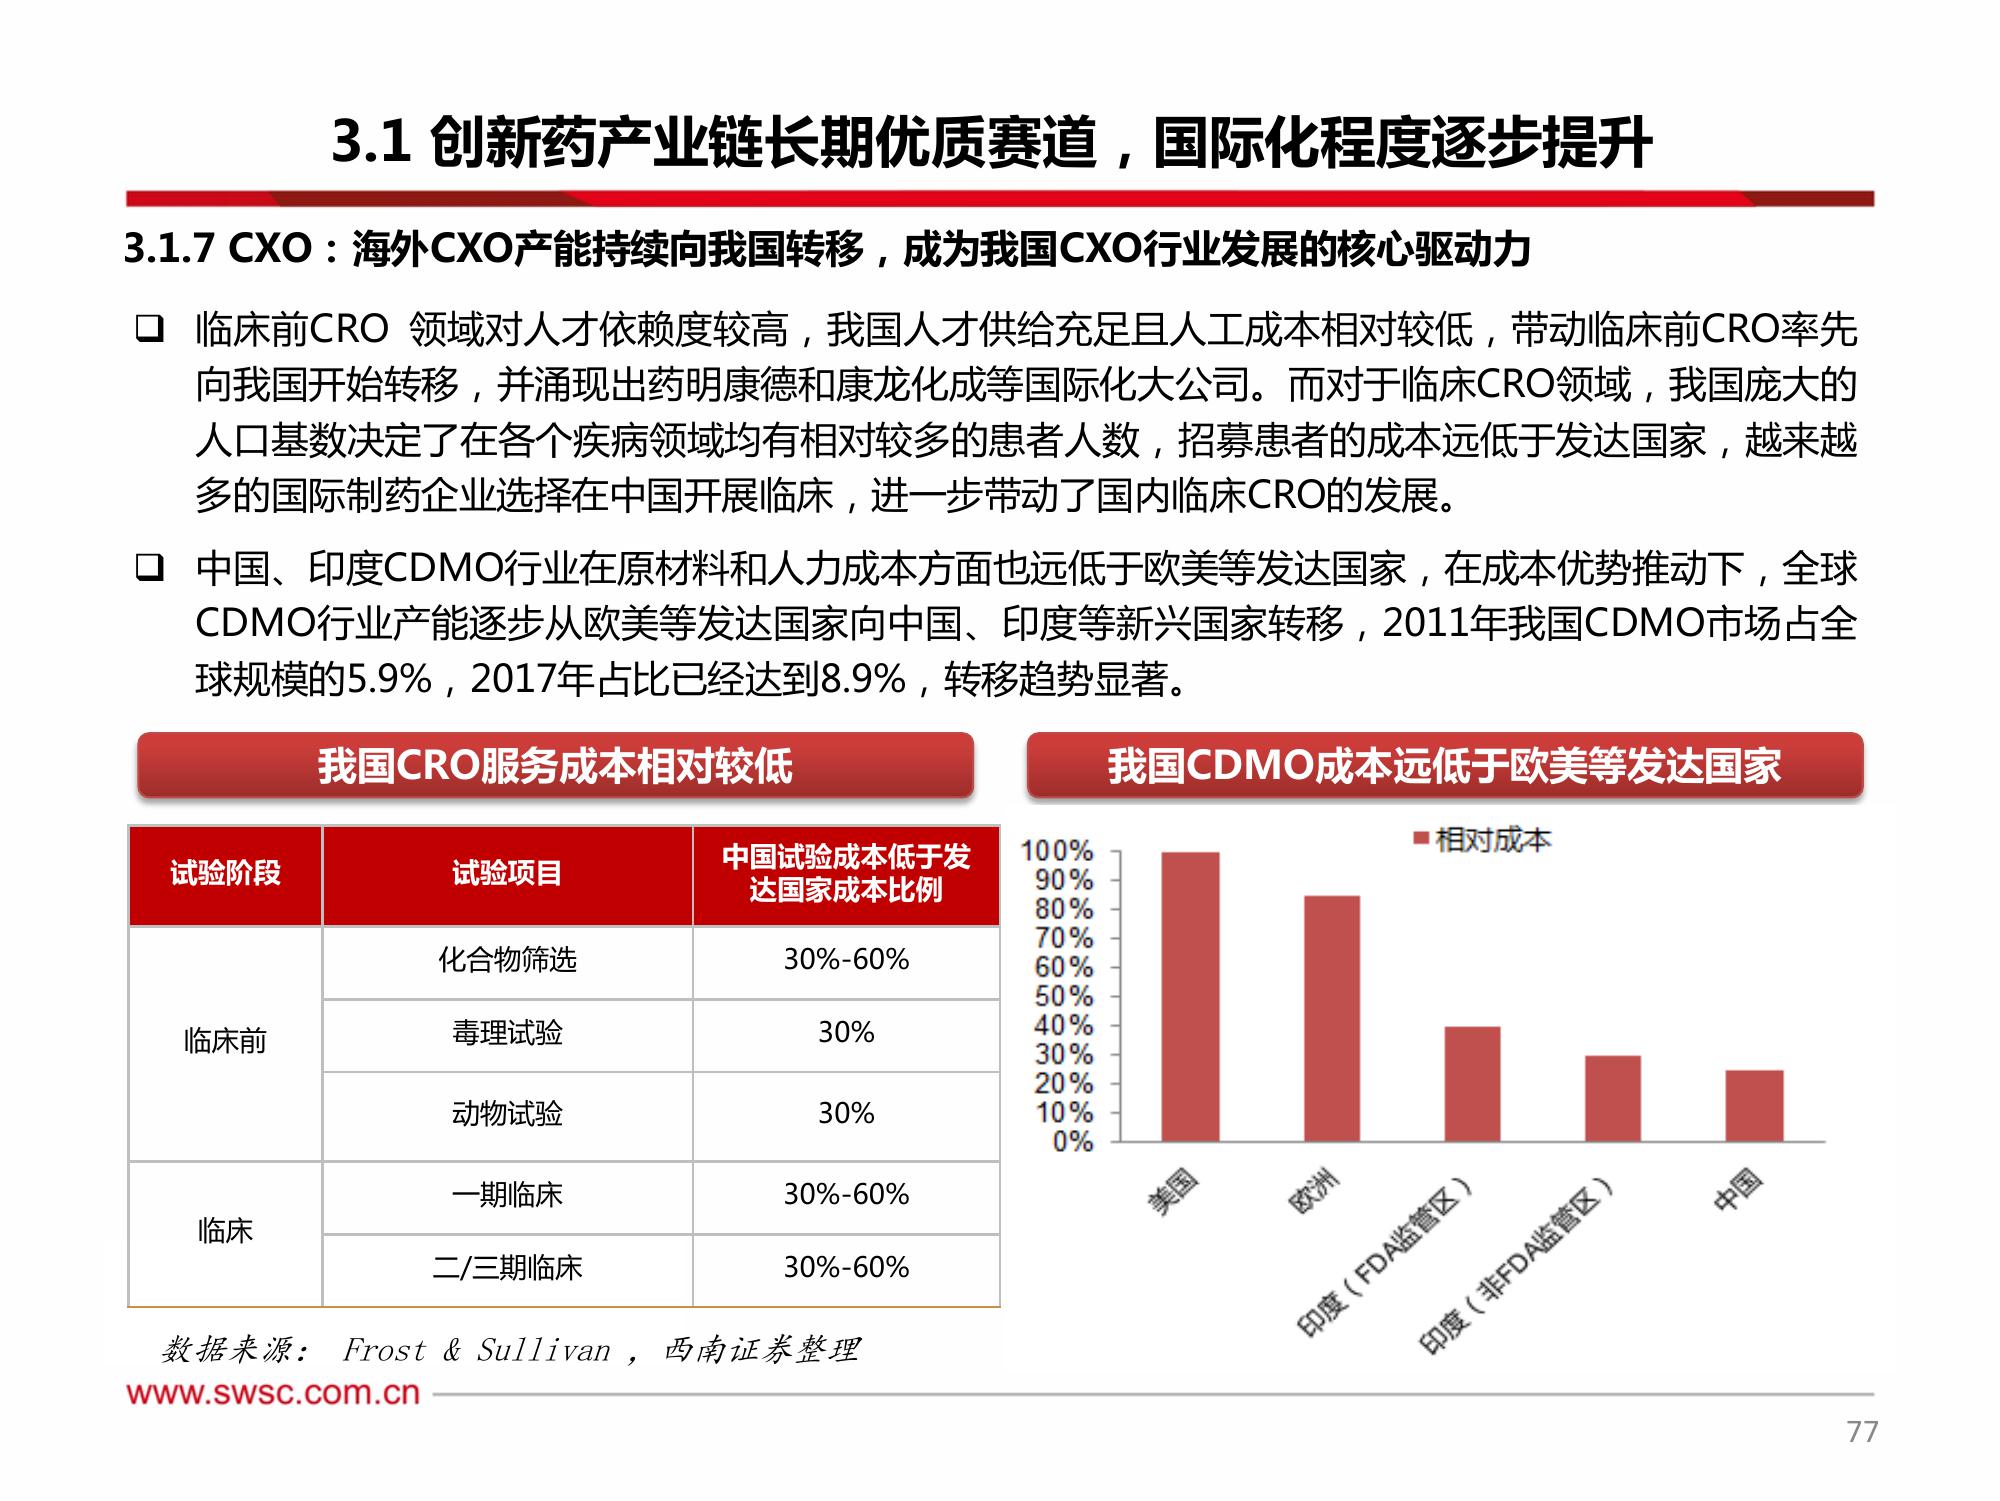 3.1 创新药产业链长期优质赛道，国际化程度逐步提升
3.1.7 CXO：海外CXO产能持续向我国转移，成为我国CXO行业发展的核心驱动力
❑ 临床前CRO 领域对人才依赖度较高，我国人才供给充足且人工成本相对较低，带动临床前CRO率先
向我国开始转移，并涌现出药明康德和康龙化成等国际化大公司。而对于临床CRO领域，我国庞大的
人口基数决定了在各个疾病领域均有相对较多的患者人数，招募患者的成本远低于发达国家，越来越
多的国际制药企业选择在中国开展临床，进一步带动了国内临床CRO的发展。
❑ 中国、印度CDMO行业在原材料和人力成本方面也远低于欧美等发达国家，在成本优势推动下，全球
CDMO行业产能逐步从欧美等发达国家向中国、印度等新兴国家转移，2011年我国CDMO市场占全
球规模的5.9%，2017年占比已经达到8.9%，转移趋势显著。
我国CRO服务成本相对较低
试验阶段 试验项目 中国试验成本低于发
达国家成本比例
临床前
化合物筛选 30%-60%
毒理试验 30%
动物试验 30%
临床
一期临床 30%-60%
二/三期临床 30%-60%
我国CDMO成本远低于欧美等发达国家
相对成本
100%
90%
80%
70%
60%
50%
40%
30%
20%
10%
0%
美国
欧洲
印度（FDA监管区）
印度（非FDA监管区）
中国
数据来源： Frost & Sullivan ，西南证券整理
www.swsc.com.cn
77